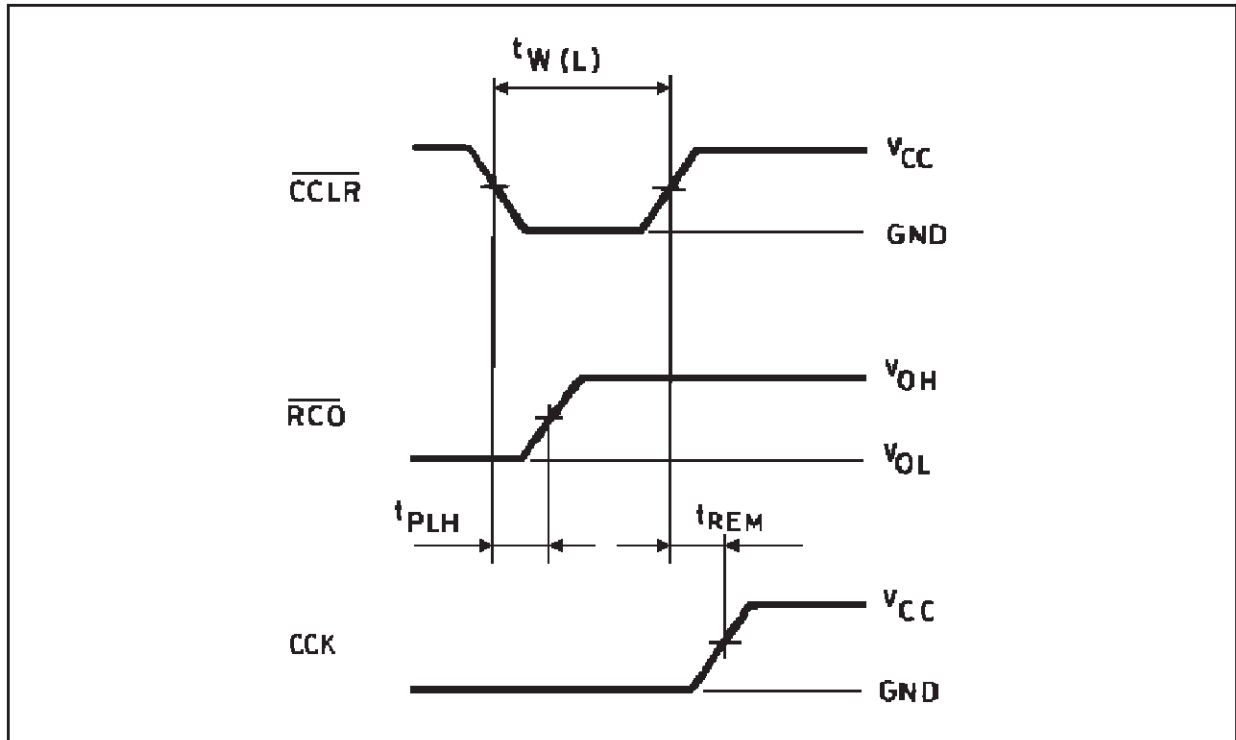 tW(L)
VCC
CCLR
GND
VOH
RCO
VOL
tPLH
tREM
VCC
CCK
GND